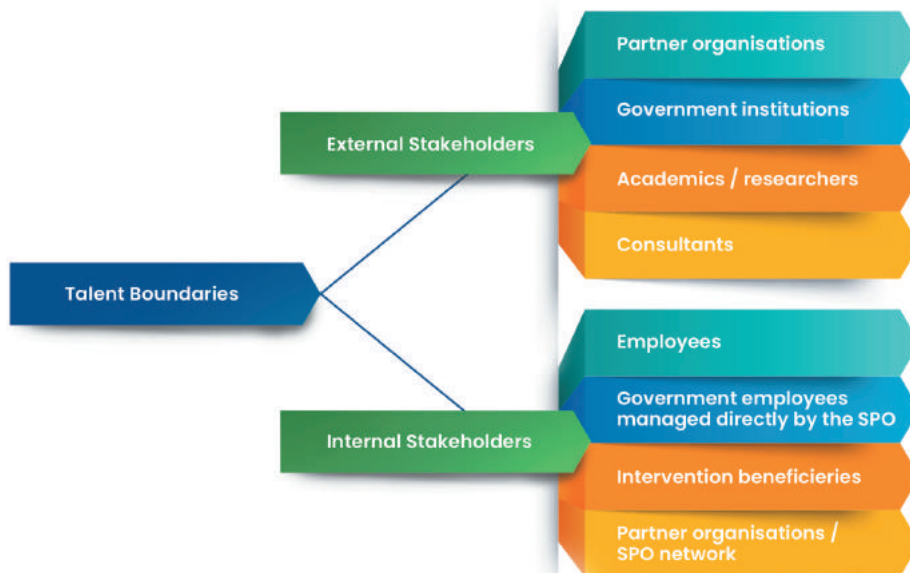 Talent Boundaries
External Stakeholders
Partner organisations
Government institutions
Academics / researchers
Consultants
Internal Stakeholders
Employees
Government employees
managed directly by the SPO
Intervention beneficieries
Partner organisations /
SPO network